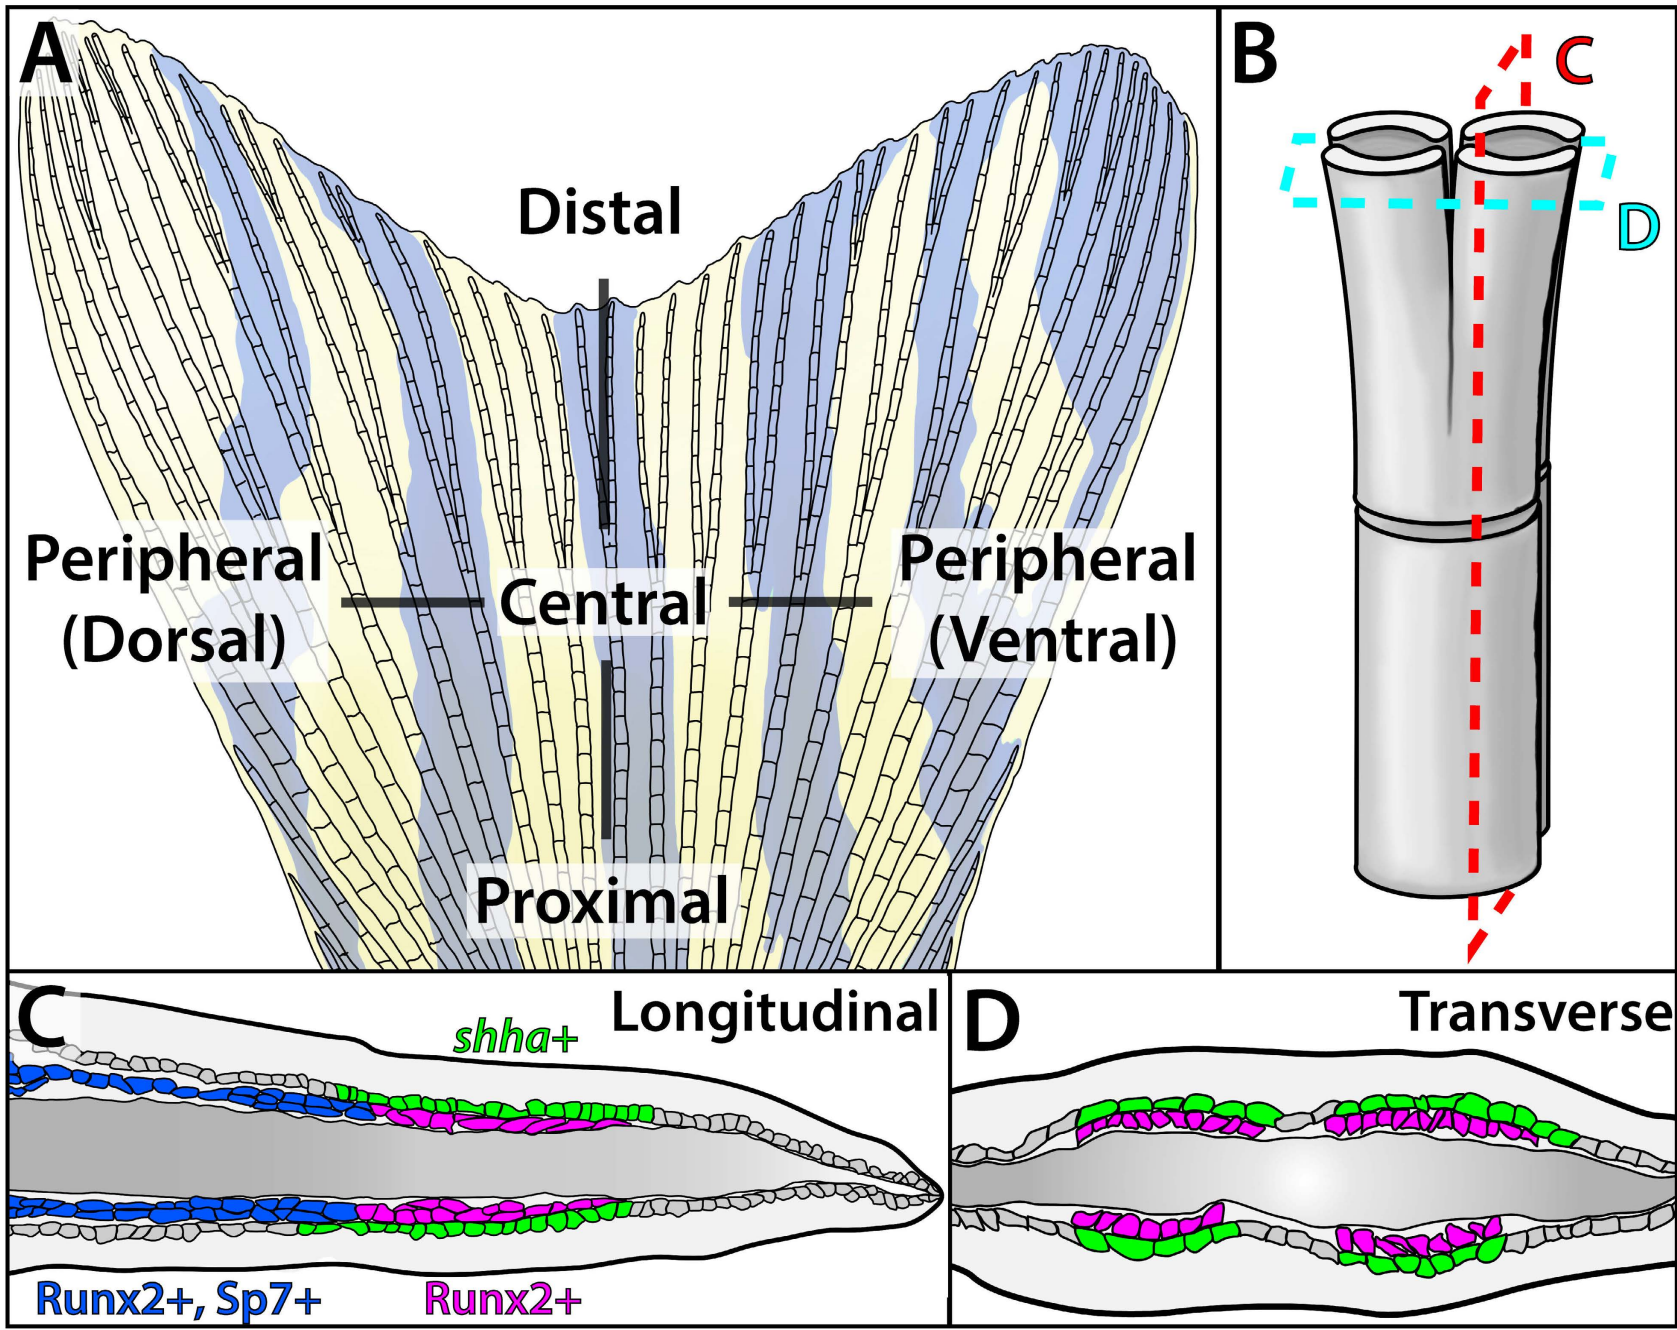 A
Distal
Peripheral
(Dorsal)
Central
Peripheral
(Ventral)
Proximal
B
C
D
C
Longitudinal
shha+
Runx2+, Sp7+
Runx2+
D
Transverse